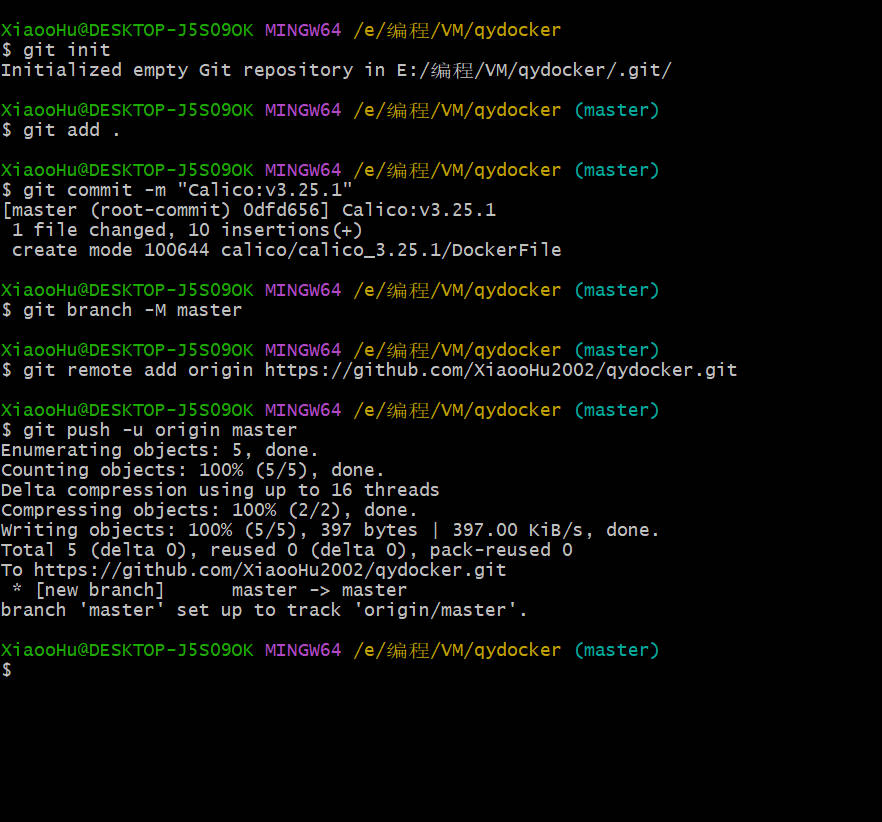 XiaooHu@DESKTOP-J5S09OK MINGW64 /e/编程/VM/qydocker
$ git init
Initialized empty Git repository in E:/编程/VM/qydocker/.git/
XiaooHu@DESKTOP-J5S09OK MINGW64 /e/编程/VM/qydocker (master)
$ git add .
XiaooHu@DESKTOP-J5S09OK MINGW64 /e/编程/VM/qydocker (master)
$ git commit -m "Calico:v3.25.1"
[master (root-commit) 0dfd656] Calico:v3.25.1
 1 file changed, 10 insertions(+)
 create mode 100644 calico/calico_3.25.1/DockerFile
XiaooHu@DESKTOP-J5S09OK MINGW64 /e/编程/VM/qydocker (master)
$ git branch -M master
XiaooHu@DESKTOP-J5S09OK MINGW64 /e/编程/VM/qydocker (master)
$ git remote add origin https://github.com/XiaooHu2002/qydocker.git
XiaooHu@DESKTOP-J5S09OK MINGW64 /e/编程/VM/qydocker (master)
$ git push -u origin master
Enumerating objects: 5, done.
Counting objects: 100% (5/5), done.
Delta compression using up to 16 threads
Compressing objects: 100% (2/2), done.
Writing objects: 100% (5/5), 397 bytes | 397.00 KiB/s, done.
Total 5 (delta 0), reused 0 (delta 0), pack-reused 0
To https://github.com/XiaooHu2002/qydocker.git
 * [new branch]      master -> master
branch 'master' set up to track 'origin/master'.
XiaooHu@DESKTOP-J5S09OK MINGW64 /e/编程/VM/qydocker (master)
$